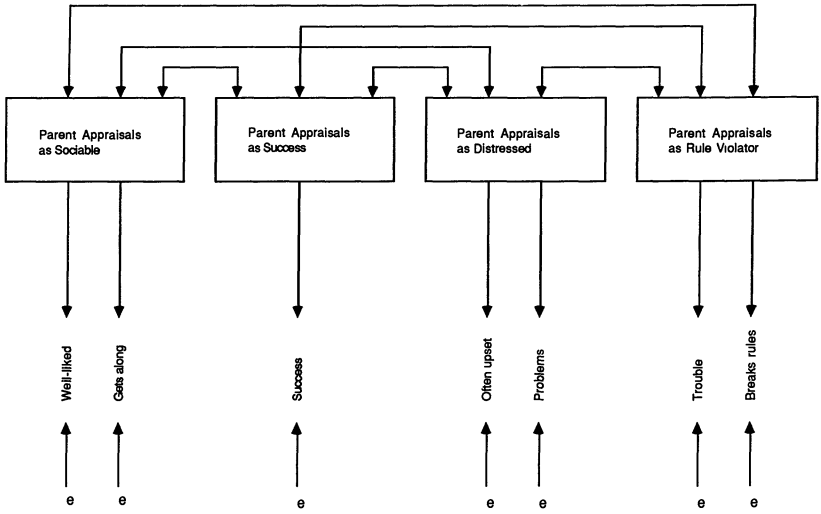 Parent Appraisals
as Sociable
Parent Appraisals
as Success
Parent Appraisals
as Distressed
Parent Appraisals
as Rule Violator
Well-liked
Gets along
Success
Often upset
Problems
Trouble
Breaks rules
e
e
e
e
e
e
e